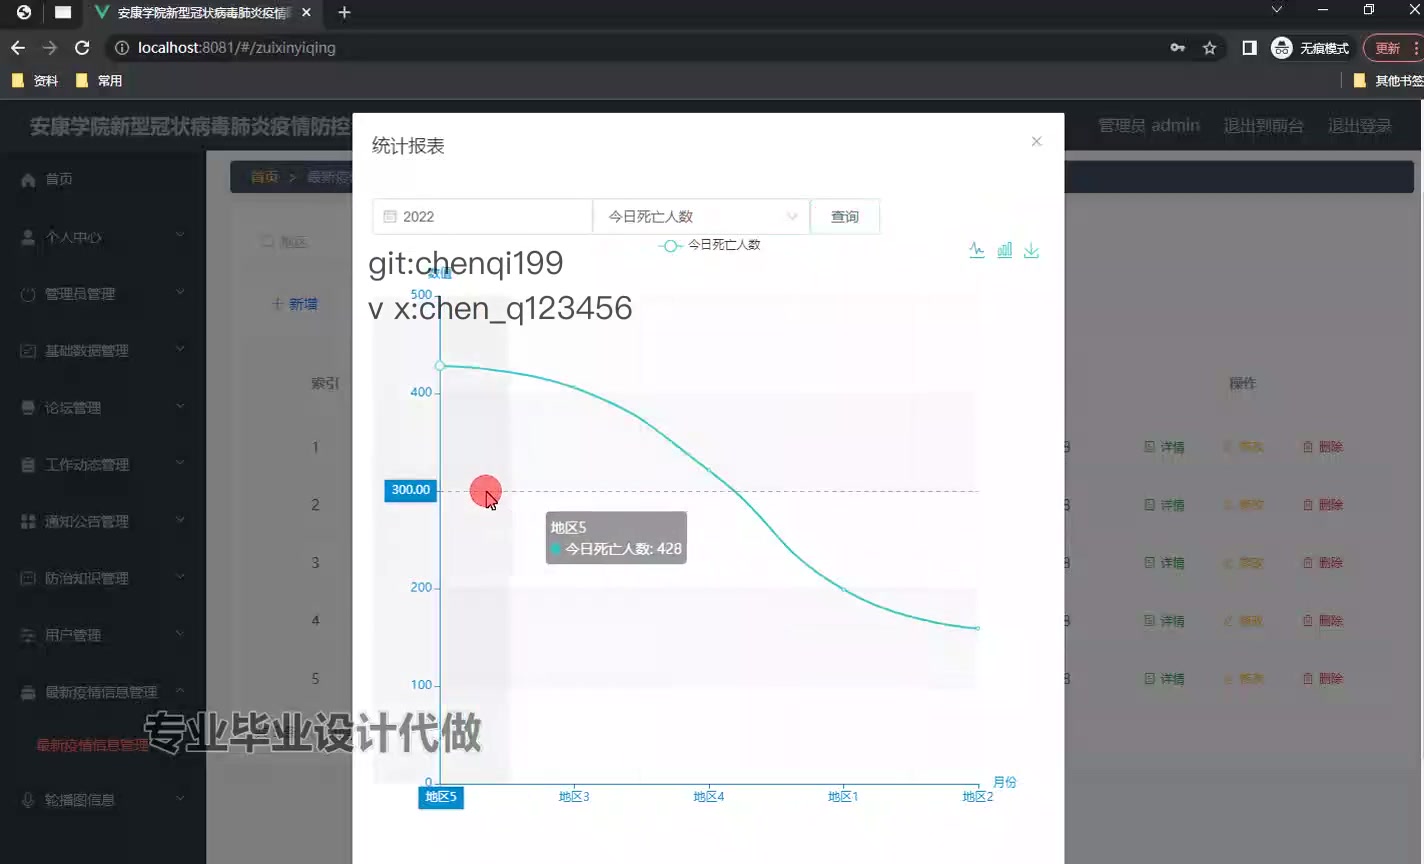 安康学院新型冠状病毒肺炎疫情
localhost:8081/#/zuixinyiqing
无痕模式
更新
资料
常用
其他书签
安康学院新型冠状病毒肺炎疫情防控
管理员 admin
退出到前台
退出登录
首页
个人中心
管理员管理
基础数据管理
论坛管理
工作动态管理
通知公告管理
防治知识管理
用户管理
最新疫情信息管理
最新疫情信息管理
轮播图信息
首页 >
地区
+ 新增
索引
1
2
3
4
5
统计报表
2022
今日死亡人数
查询
今日死亡人数
git:chenqi199
数值
v x:chen_q123456
500
400
300.00
200
100
0
地区5
今日死亡人数: 428
地区5
地区3
地区4
地区1
地区2
月份
操作
详情 修改 删除
详情 修改 删除
详情 修改 删除
详情 修改 删除
详情 修改 删除
专业毕业设计代做